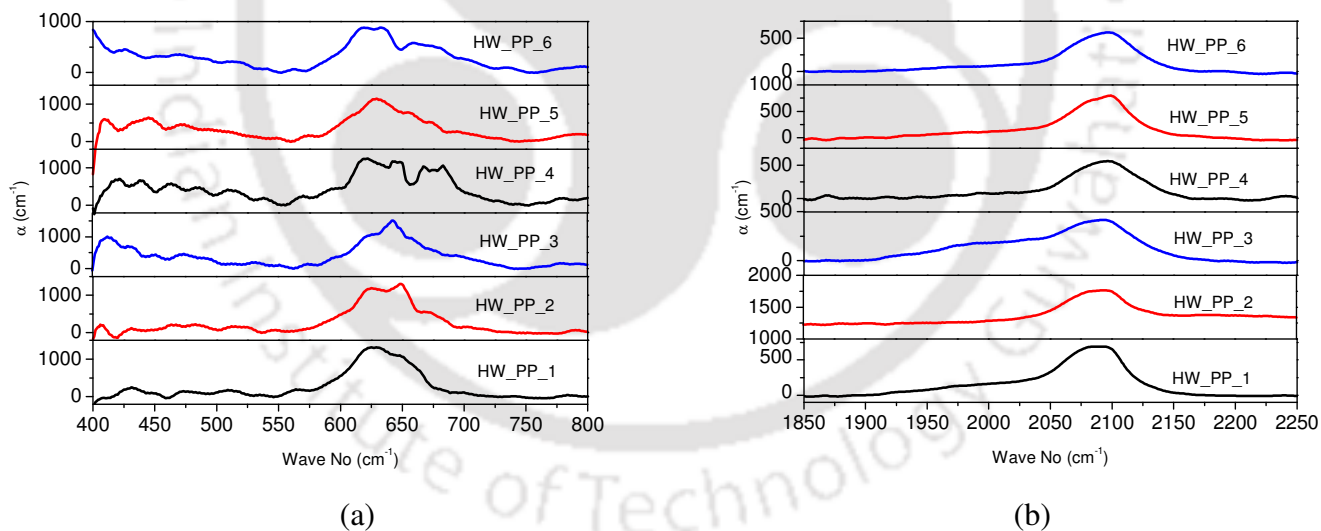 1000
0
HW_PP_6
1000
0
HW_PP_5
1000
0
HW_PP_4
1000
0
HW_PP_3
1000
0
HW_PP_2
1000
0
HW_PP_1
α (cm-1)
400 450 500 550 600 650 700 750 800
Wave No (cm-1)
(a)
500
0
HW_PP_6
1000
500
0
HW_PP_5
500
0
HW_PP_4
500
0
HW_PP_3
2000
1500
HW_PP_2
1000
500
0
HW_PP_1
α (cm-1)
1850 1900 1950 2000 2050 2100 2150 2200 2250
Wave No (cm-1)
(b)
Indian Institute of Technology Guwahati